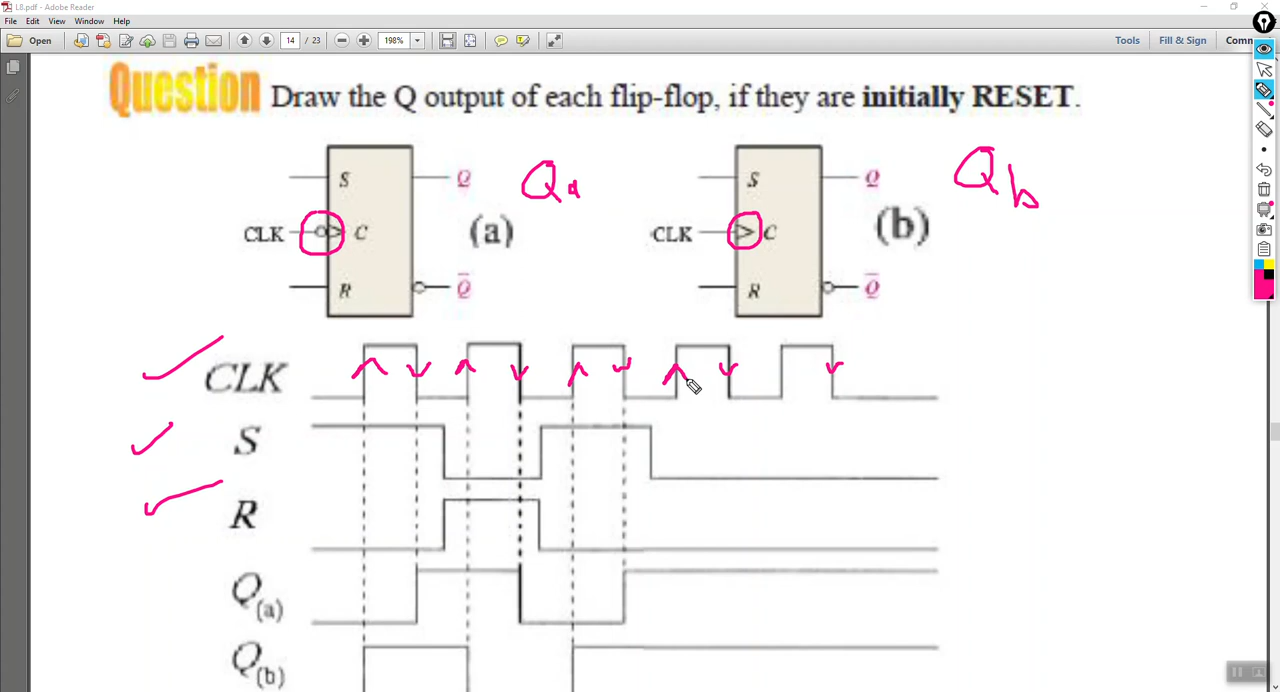 L8.pdf - Adobe Reader
File Edit View Window Help
Open 14 / 23 198% Tools Fill & Sign Comm
Question Draw the Q output of each flip-flop, if they are initially RESET.
S Q Qa
CLK C (a)
R Q̅
S Q Qb
CLK C (b)
R Q̅
CLK
S
R
Q(a)
Q(b)